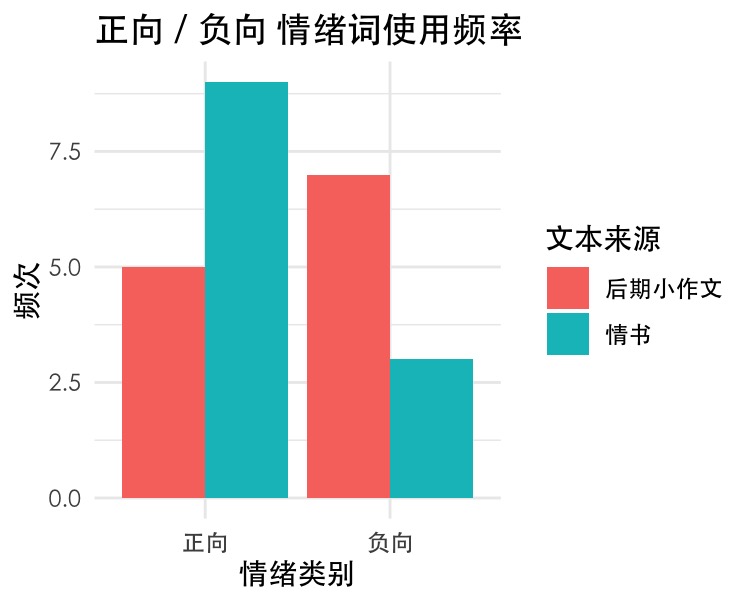 正向 / 负向 情绪词使用频率
频次
7.5
5.0
2.5
0.0
正向
负向
情绪类别
文本来源
后期小作文
情书